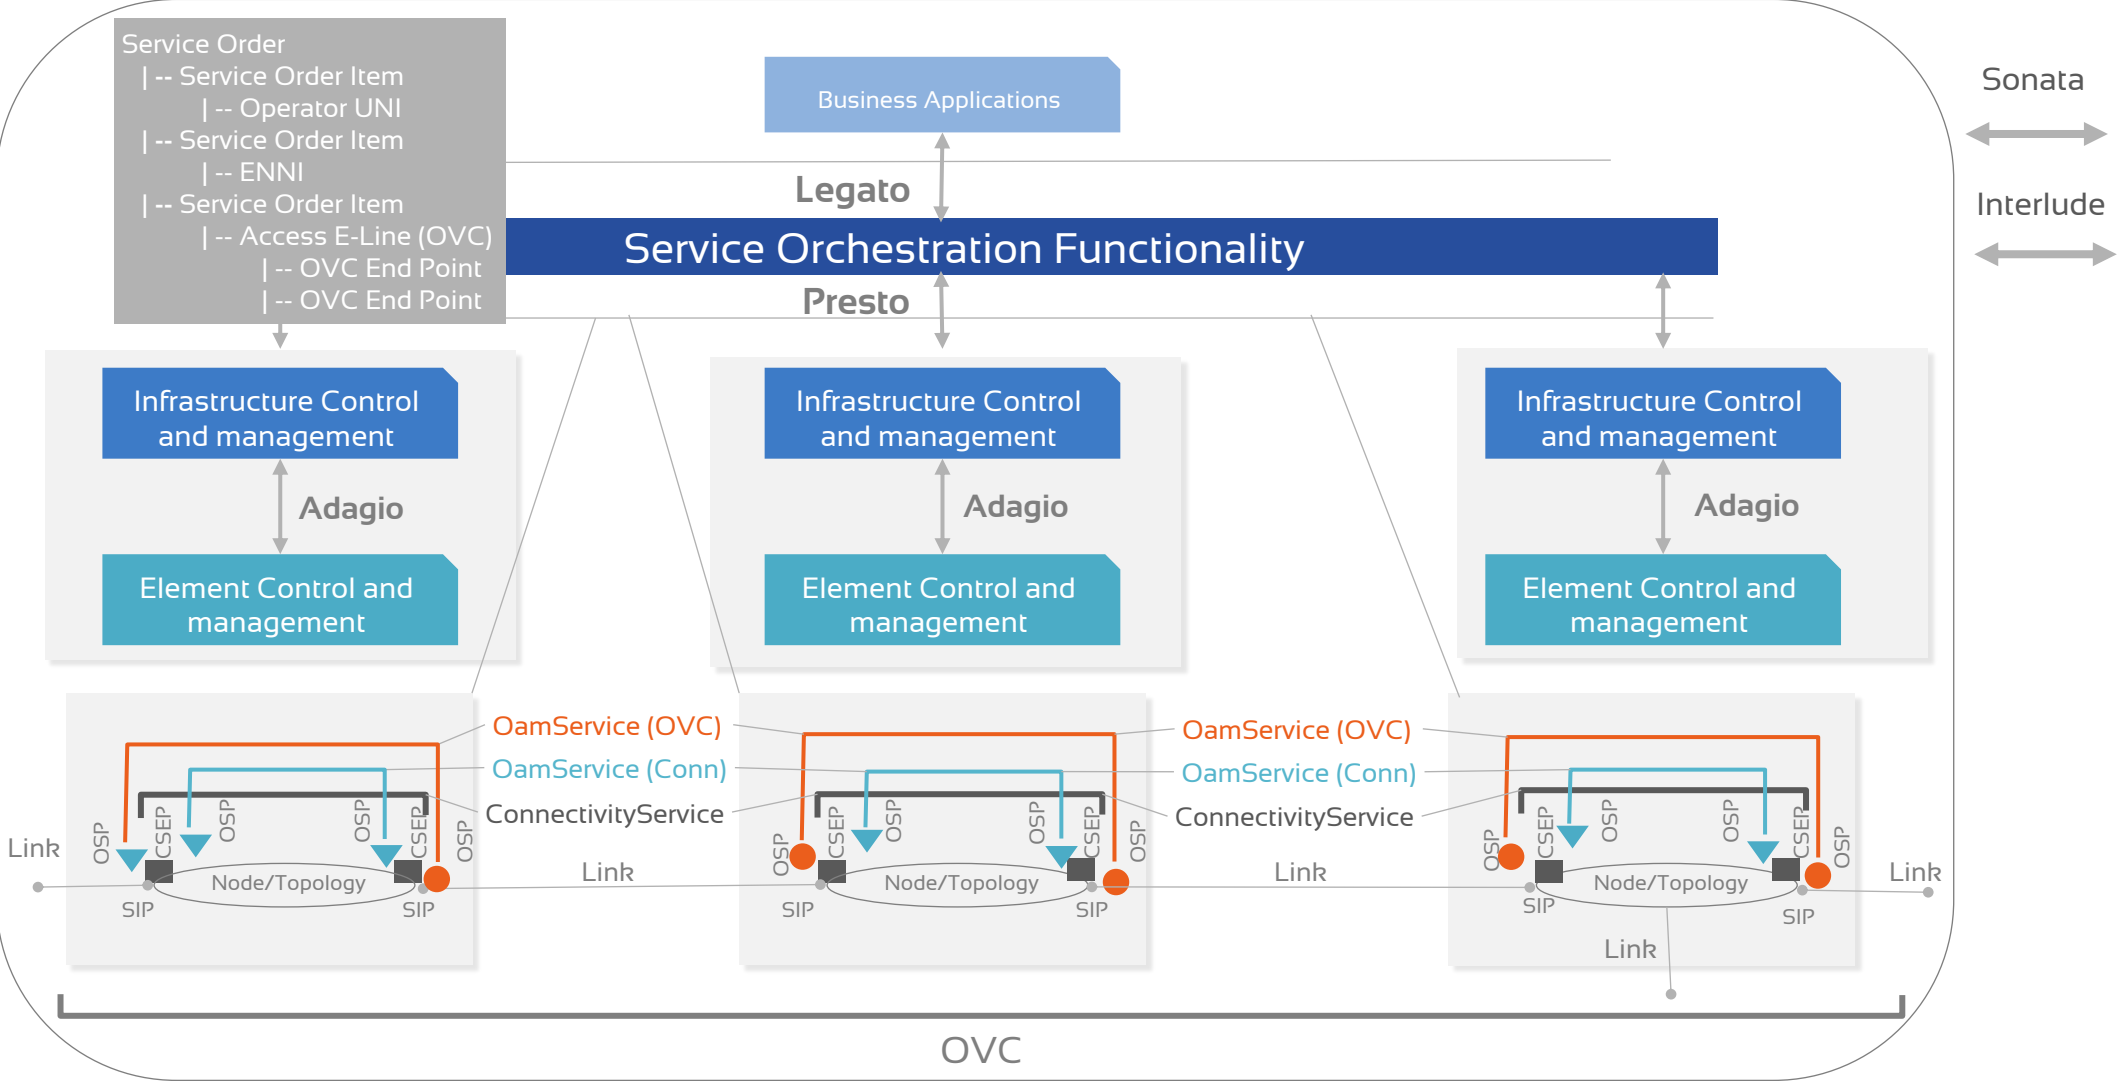 Service Order
|-- Service Order Item
|-- Operator UNI
|-- Service Order Item
|-- ENNI
|-- Service Order Item
|-- Access E-Line (OVC)
|-- OVC End Point
|-- OVC End Point
Business Applications
Sonata
Interlude
Legato
Service Orchestration Functionality
Presto
Infrastructure Control
and management
Adagio
Element Control and
management
Infrastructure Control
and management
Adagio
Element Control and
management
Infrastructure Control
and management
Adagio
Element Control and
management
OamService (OVC)
OamService (Conn)
ConnectivityService
OamService (OVC)
OamService (Conn)
ConnectivityService
Link
OSP
CSEP
OSP
OSP
CSEP
OSP
Node/Topology
SIP
SIP
Link
OSP
CSEP
OSP
OSP
CSEP
OSP
Node/Topology
SIP
SIP
Link
OSP
CSEP
OSP
OSP
CSEP
OSP
Node/Topology
SIP
SIP
Link
Link
OVC